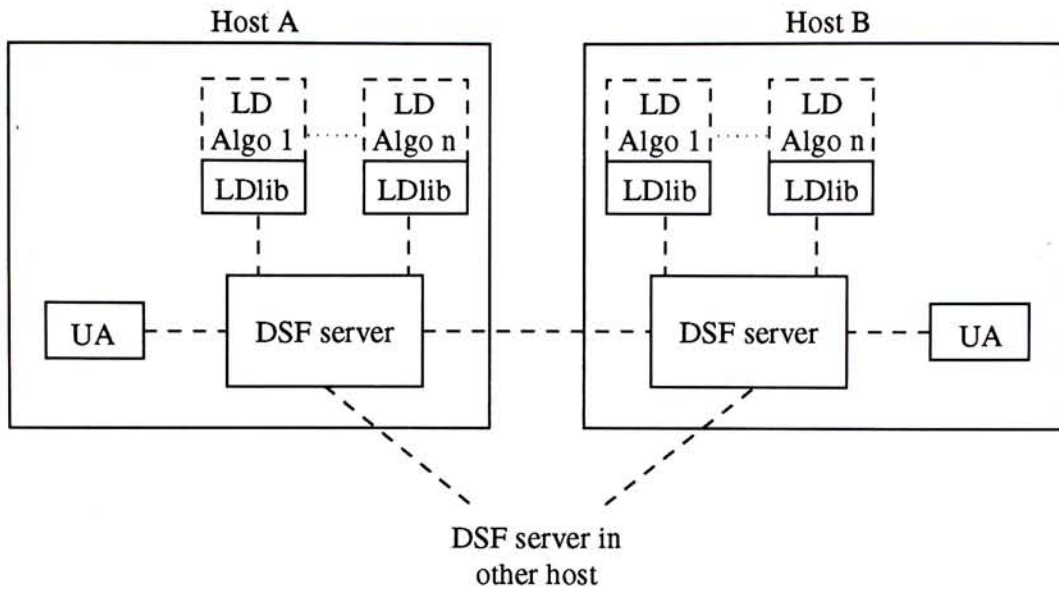 Host A
Host B
LD
Algo 1
LD
Algo n
LD
Algo 1
LD
Algo n
LDlib
LDlib
LDlib
LDlib
UA
DSF server
DSF server
UA
DSF server in
other host